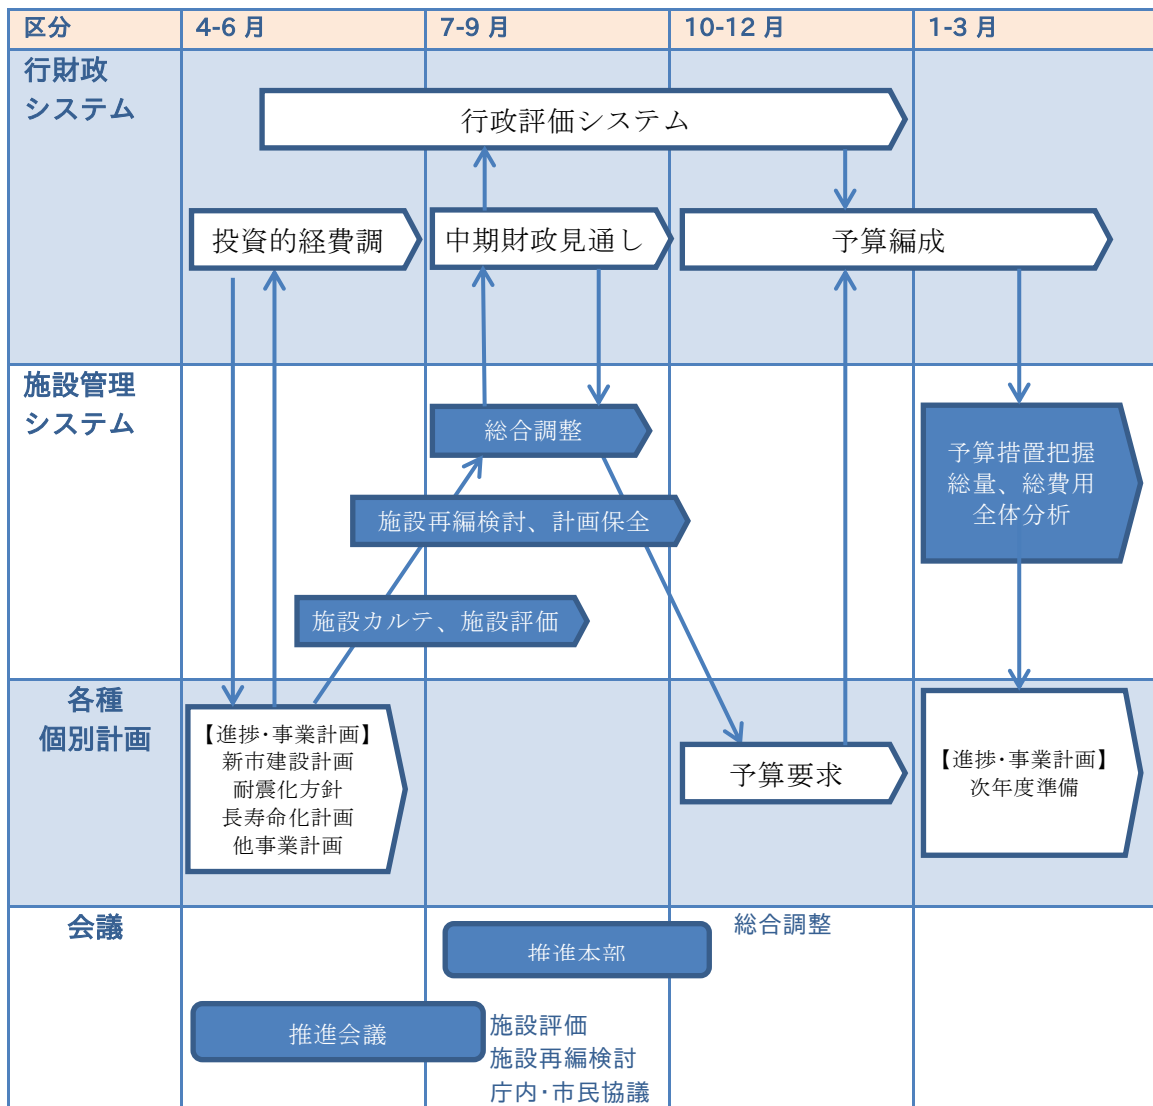 区分
4-6 月
7-9 月
10-12 月
1-3 月
行財政
システム
行政評価システム
投資的経費調
中期財政見通し
予算編成
施設管理
システム
総合調整
施設再編検討、計画保全
施設カルテ、施設評価
予算措置把握
総量、総費用
全体分析
各種
個別計画
【進捗・事業計画】
新市建設計画
耐震化方針
長寿命化計画
他事業計画
予算要求
【進捗・事業計画】
次年度準備
会議
推進本部
総合調整
推進会議
施設評価
施設再編検討
庁内・市民協議